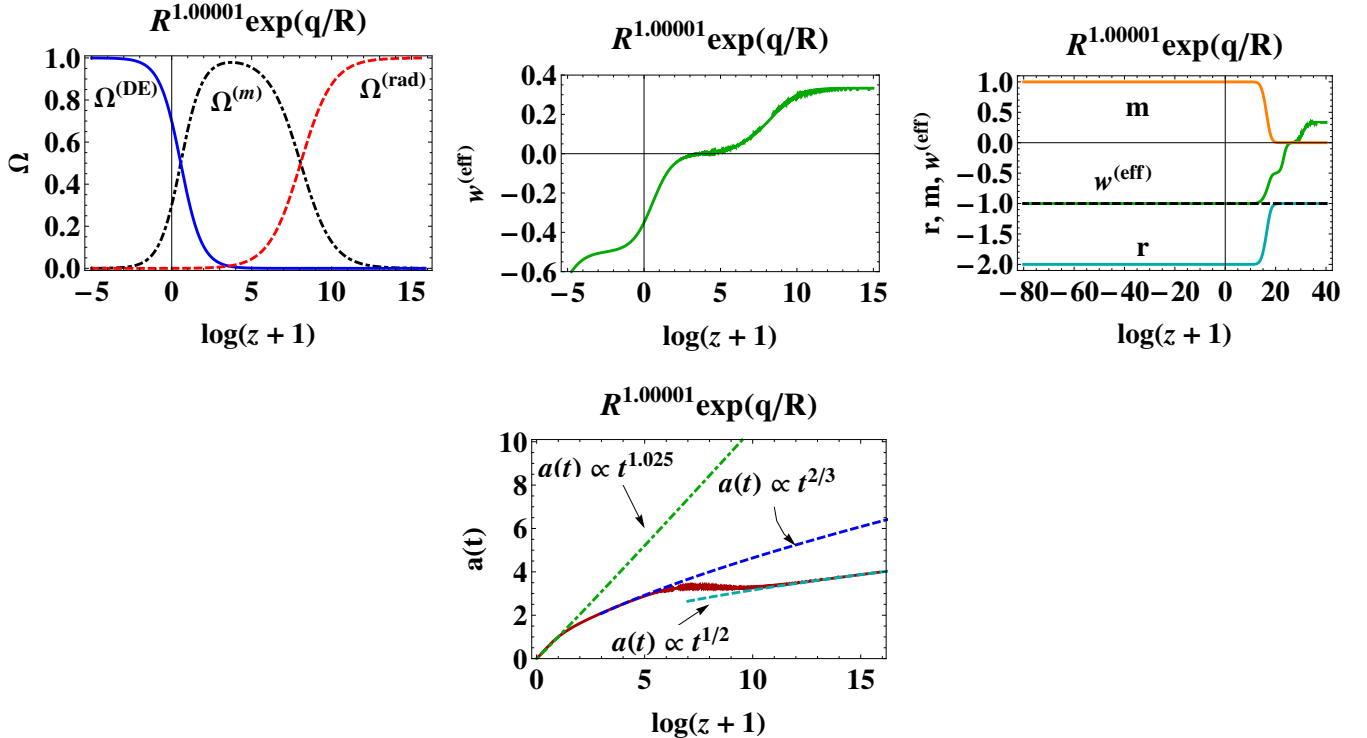 R^1.00001 exp(q/R)
1.0
0.8
0.6
0.4
0.2
0.0
Ω
Ω^(DE)
Ω^(m)
Ω^(rad)
−5 0 5 10 15
log(z + 1)
R^1.00001 exp(q/R)
0.4
0.2
0.0
−0.2
−0.4
−0.6
w^(eff)
−5 0 5 10 15
log(z + 1)
R^1.00001 exp(q/R)
1.0
0.5
0.0
−0.5
−1.0
−1.5
−2.0
r, m, w^(eff)
m
w^(eff)
r
−80 −60 −40 −20 0 20 40
log(z + 1)
R^1.00001 exp(q/R)
10
8
6
4
2
0
a(t)
a(t) ∝ t^1.025
a(t) ∝ t^2/3
a(t) ∝ t^1/2
0 5 10 15
log(z + 1)